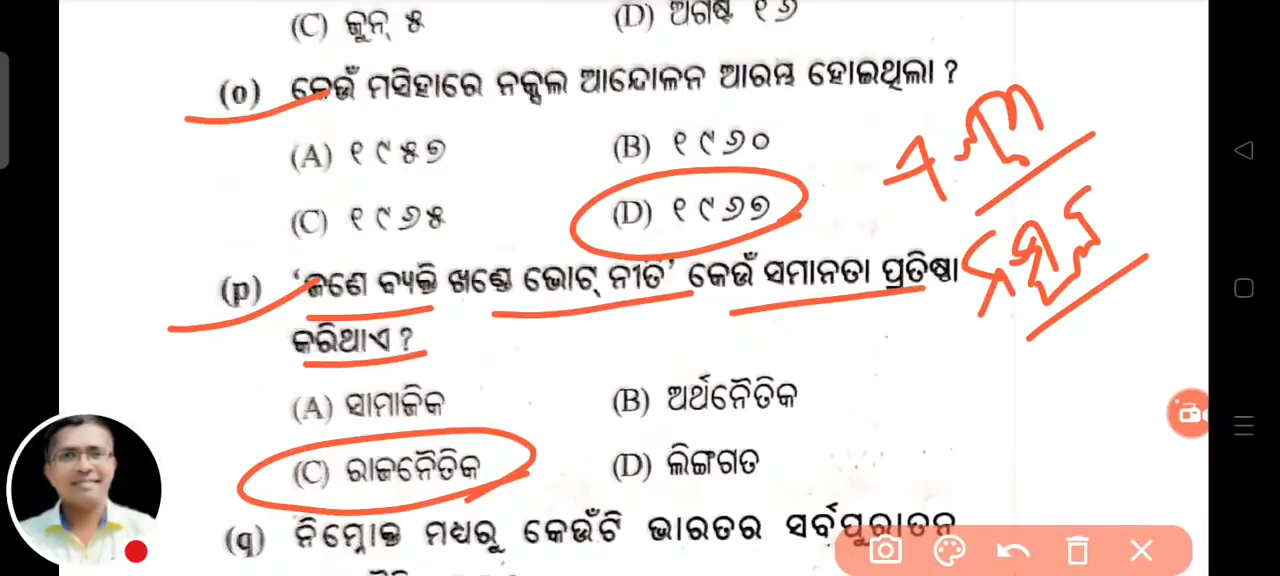 (C) ଜୁନ୍ ୫ (D) ଅଗଷ୍ଟ ୧୬
(o) କେଉଁ ମସିହାରେ ନକ୍ସଲ ଆନ୍ଦୋଳନ ଆରମ୍ଭ ହୋଇଥିଲା ?
(A) ୧୯୫୭ (B) ୧୯୬୦
(C) ୧୯୬୫ (D) ୧୯୬୭
(p) ‘ଜଣେ ବ୍ୟକ୍ତି ଖଣ୍ଡେ ଭୋଟ୍ ନୀତି’ କେଉଁ ସମାନତା ପ୍ରତିଷ୍ଠା
କରିଥାଏ ?
(A) ସାମାଜିକ (B) ଅର୍ଥନୈତିକ
(C) ରାଜନୈତିକ (D) ଲିଙ୍ଗଗତ
(q) ନିମ୍ନୋକ୍ତ ମଧ୍ୟରୁ କେଉଁଟି ଭାରତର ସର୍ବପୁରାତନ